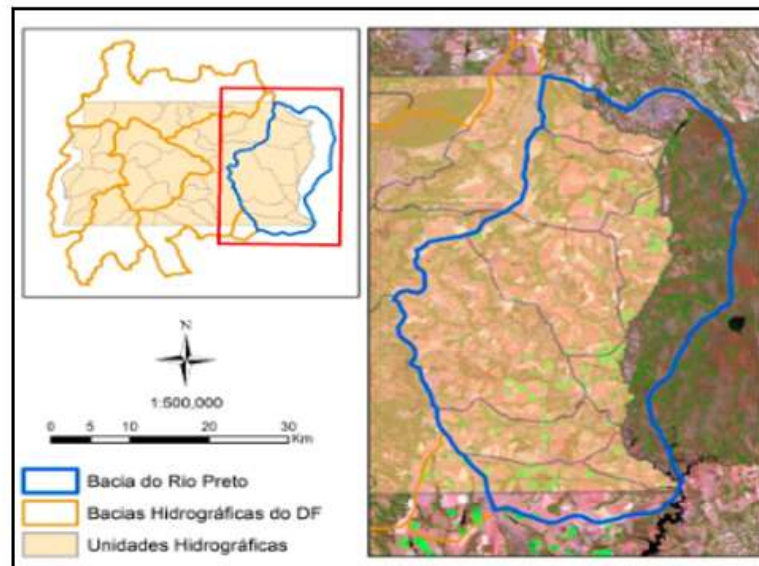 N
1:500,000
0 5 10 20 30
Km
Bacia do Rio Preto
Bacias Hidrográficas do DF
Unidades Hidrográficas